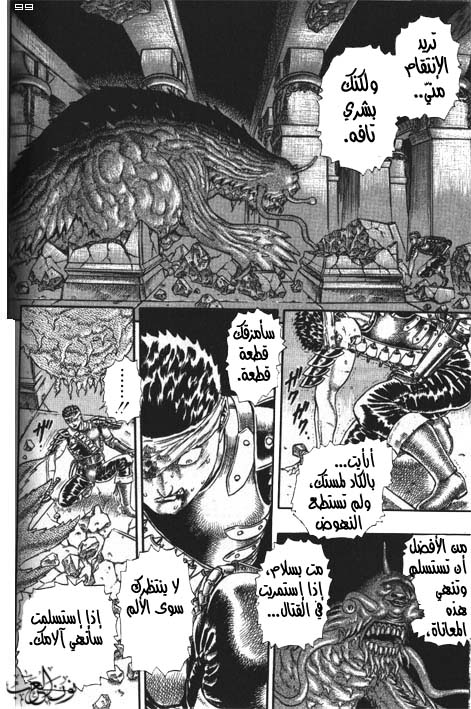 99
تريد
الإنتقام
منّي..
ولكنك
بشري
تافه.
أرأيت...
بالكاد لمستك،
ولم تستطع
النهوض
سأمزقك
قطعة
قطعة.
......
!!
من الأفضل
أن تستسلم
وتنهي
هذه
المعاناة،
مت بسلام،
إذا إستمريت
في القتال...
لا ينتظرك
سوى الألم
إذا إستسلمت
سأنهي آلامك.